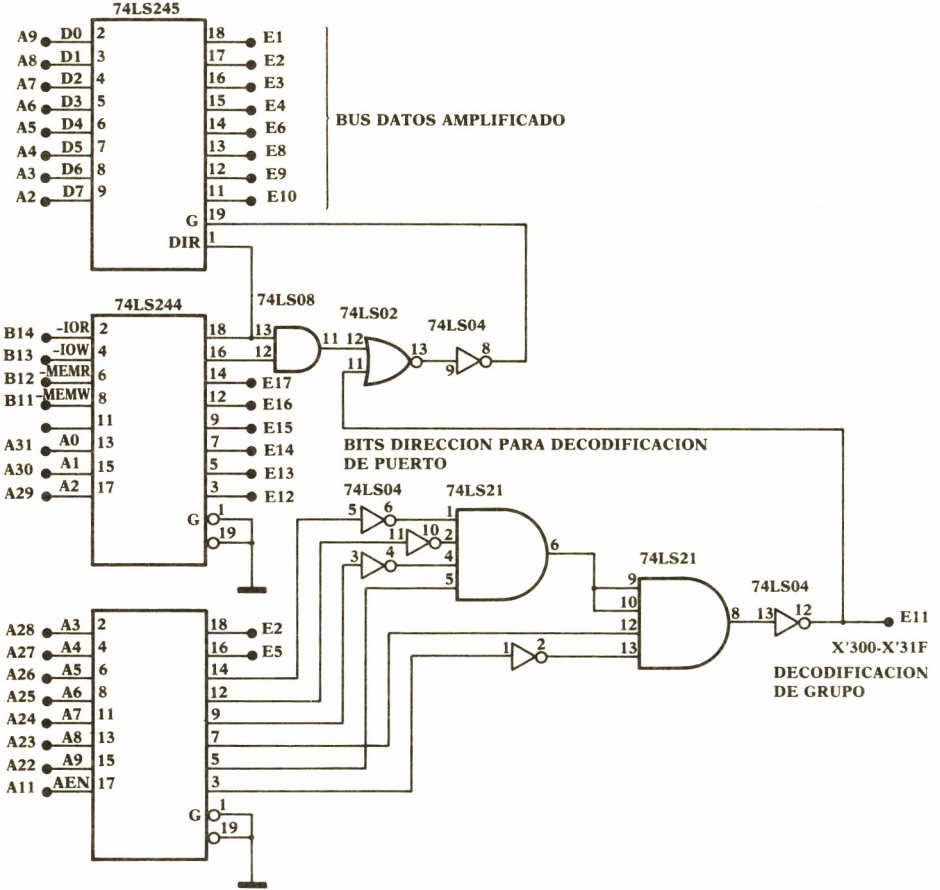 74LS245
A9 D0 2 18 E1
A8 D1 3 17 E2
A7 D2 4 16 E3
A6 D3 5 15 E4
A5 D4 6 14 E6
A4 D5 7 13 E8
A3 D6 8 12 E9
A2 D7 9 11 E10
BUS DATOS AMPLIFICADO
G 19
DIR 1
74LS244
74LS08
74LS02
74LS04
B14 -IOR 2 18 13
B13 -IOW 4 16 12
11 12
11
13
9
8
B12 -MEMR 6 14 E17
B11 -MEMW 8 12 E16
11 9 E15
A31 A0 13 7 E14
A30 A1 15 5 E13
A29 A2 17 3 E12
G 1
19
BITS DIRECCION PARA DECODIFICACION
DE PUERTO
74LS04
74LS21
5 6 1
11 10 2
3 4 4
5
6
74LS21
9
10
12
13
8
1 2
74LS04
13 12
E11
X'300-X'31F
DECODIFICACION
DE GRUPO
A28 A3 2 18 E2
A27 A4 4 16 E5
A26 A5 6 14
A25 A6 8 12
A24 A7 11 9
A23 A8 13 7
A22 A9 15 5
A11 AEN 17 3
G 1
19